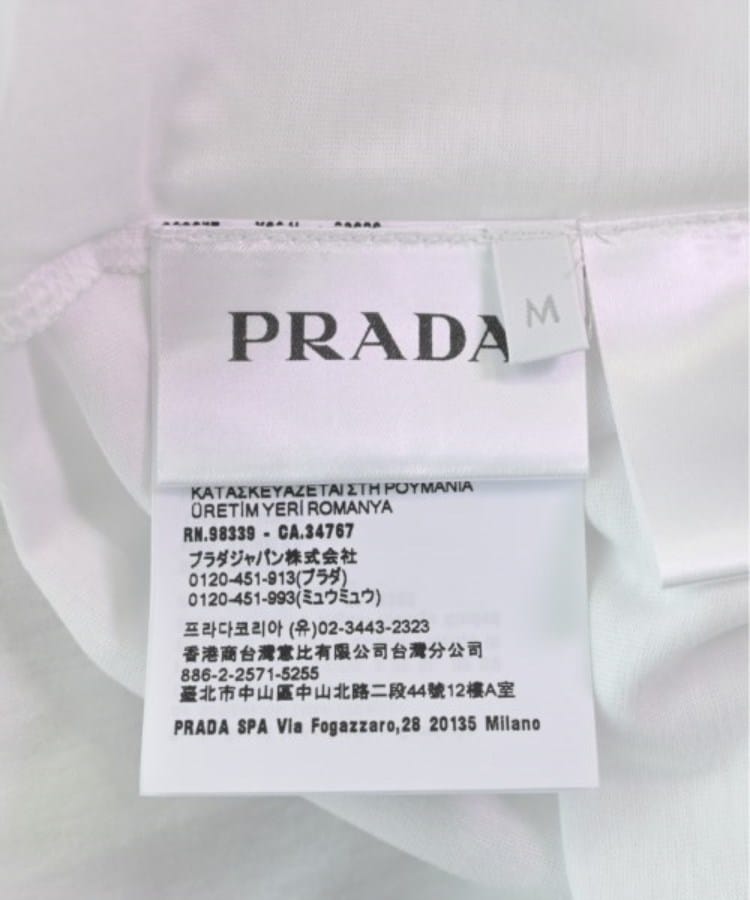 PRADA
M
ΚΑΤΑΣΚΕΥΑΖΕΤΑΙ ΣΤΗ ΡΟΥΜΑΝΙΑ
ÜRETİM YERİ ROMANYA
RN.98339 - CA.34767
プラダジャパン株式会社
0120-451-913(プラダ)
0120-451-993(ミュウミュウ)
프라다코리아 (유)02-3443-2323
香港商台灣意比有限公司台灣分公司
886-2-2571-5255
臺北市中山區中山北路二段44號12樓A室
PRADA SPA Via Fogazzaro,28 20135 Milano